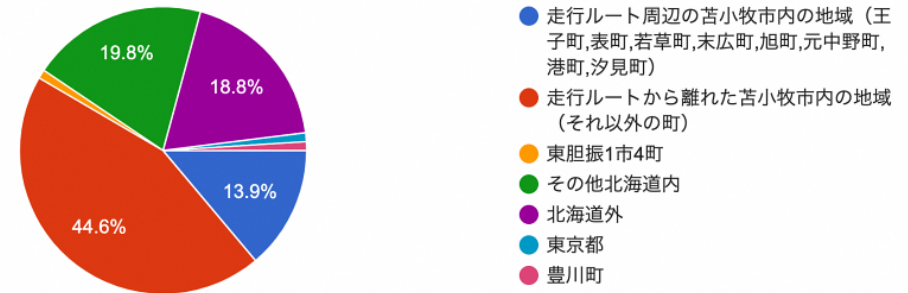 19.8%
18.8%
13.9%
44.6%
走行ルート周辺の苫小牧市内の地域（王
子町,表町,若草町,末広町,旭町,元中野町,
港町,汐見町）
走行ルートから離れた苫小牧市内の地域
（それ以外の町）
東胆振1市4町
その他北海道内
北海道外
東京都
豊川町